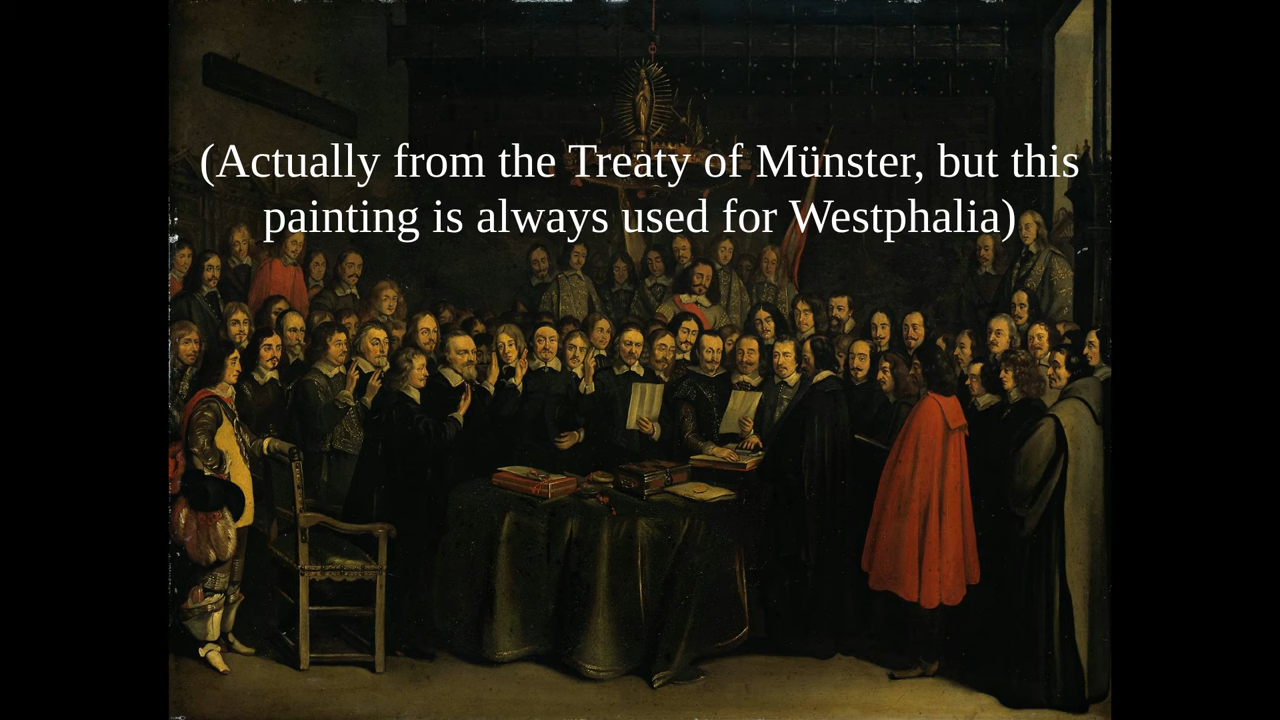 (Actually from the Treaty of Münster, but this
painting is always used for Westphalia)